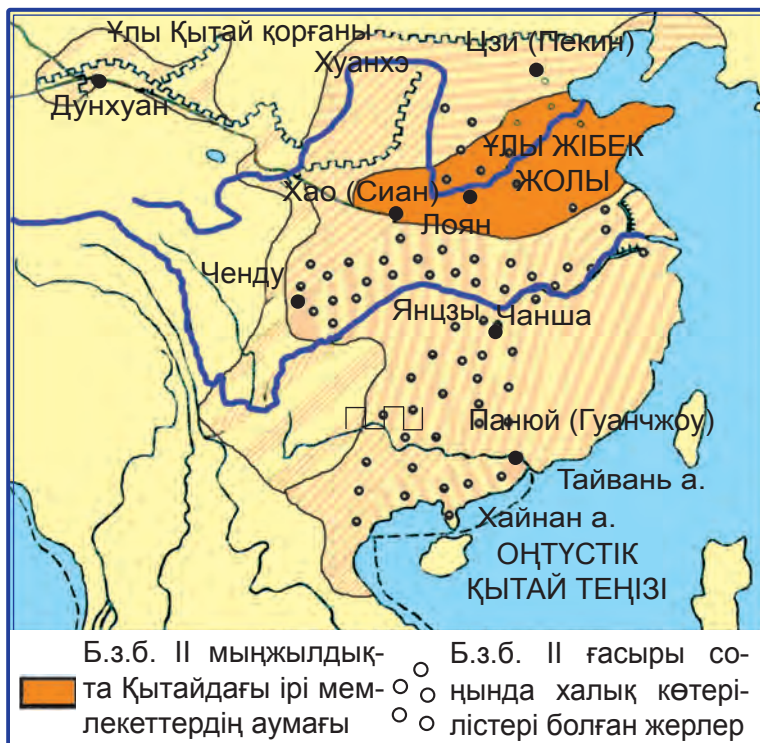 Ұлы Қытай қорғаны
Хуанхэ
Цзи (Пекин)
Дунхуан
ҰЛЫ ЖІБЕК
ЖОЛЫ
Хао (Сиан)
Лоян
Ченду
Янцзы
Чанша
Панюй (Гуанчжоу)
Тайвань а.
Хайнан а.
ОҢТҮСТІК
ҚЫТАЙ ТЕҢІЗІ
Б.з.б. II мыңжылдық-
та Қытайдағы ірі мем-
лекеттердің аумағы
Б.з.б. II ғасыры со-
ңында халық көтері-
лістері болған жерлер